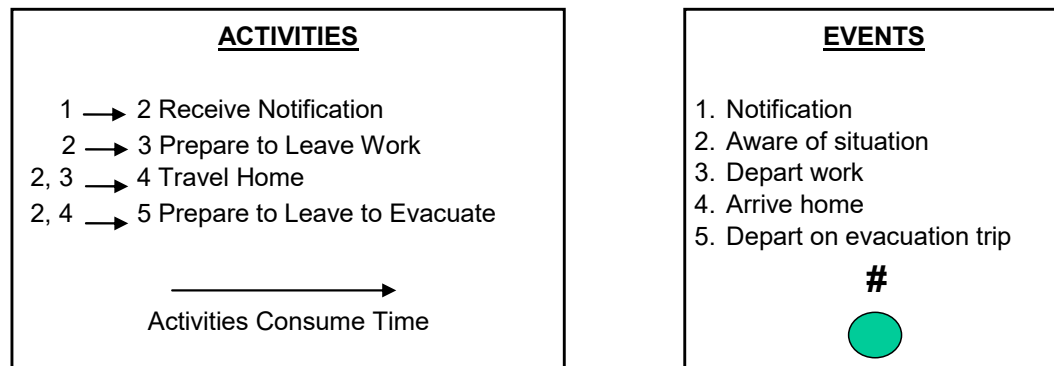 ACTIVITIES
1 → 2 Receive Notification
2 → 3 Prepare to Leave Work
2, 3 → 4 Travel Home
2, 4 → 5 Prepare to Leave to Evacuate
Activities Consume Time
EVENTS
1. Notification
2. Aware of situation
3. Depart work
4. Arrive home
5. Depart on evacuation trip
#